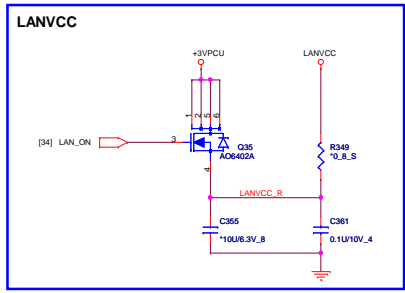 LANVCC
+3VPCU
LANVCC
1
2
5
6
[34] LAN_ON
3
Q35
AO6402A
4
R349
*0_8_S
LANVCC_R
C355
*10U/6.3V_8
C361
0.1U/10V_4